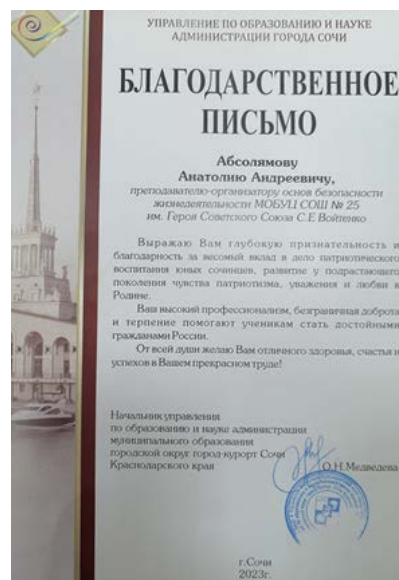 УПРАВЛЕНИЕ ПО ОБРАЗОВАНИЮ И НАУКЕ
АДМИНИСТРАЦИИ ГОРОДА СОЧИ
БЛАГОДАРСТВЕННОЕ
ПИСЬМО
Абсолямову
Анатолию Андреевичу,
преподавателю-организатору основ безопасности
жизнедеятельности МОБУЦ СОШ № 25
им. Героя Советского Союза С.Е Войтенко
Выражаю Вам глубокую признательность и
благодарность за весомый вклад в дело патриотического
воспитания юных сочинцев, развитие у подрастающего
поколения чувства патриотизма, уважения и любви к
Родине.
Ваш высокий профессионализм, безграничная доброта
и терпение помогают ученикам стать достойными
гражданами России.
От всей души желаю Вам отличного здоровья, счастья и
успехов в Вашем прекрасном труде!
Начальник управления
по образованию и науке администрации
муниципального образования
городской округ город-курорт Сочи
Краснодарского края О.Н.Медведева
г.Сочи
2023г.